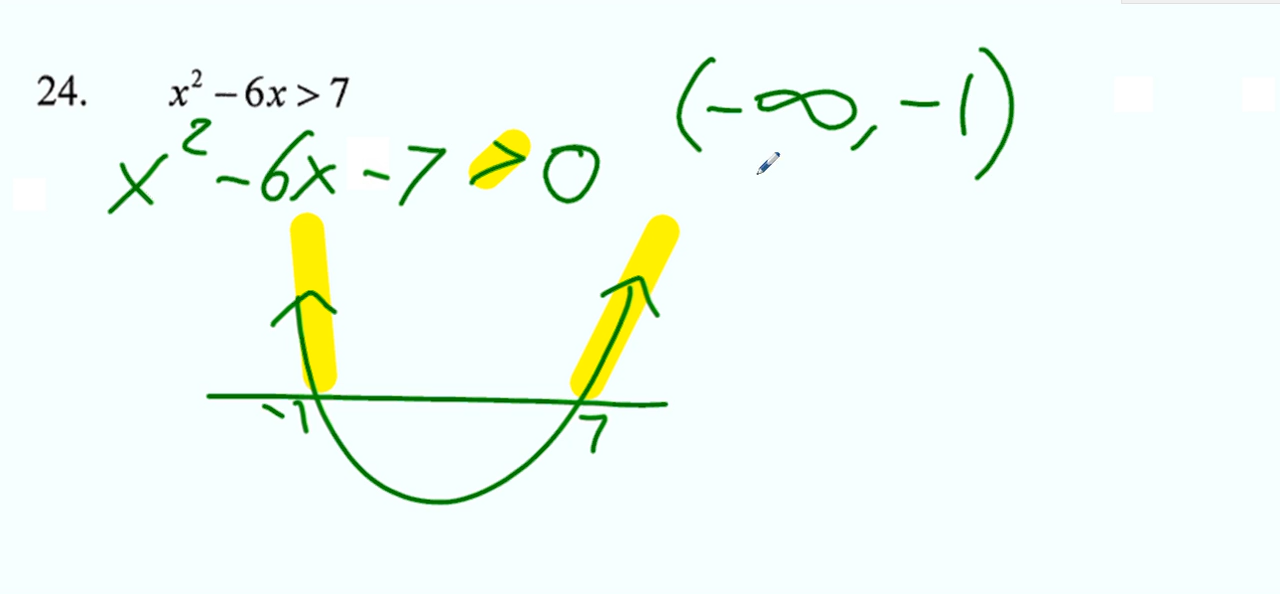 24. x² – 6x > 7
(-∞, -1)
x² - 6x - 7 > 0
-1 7